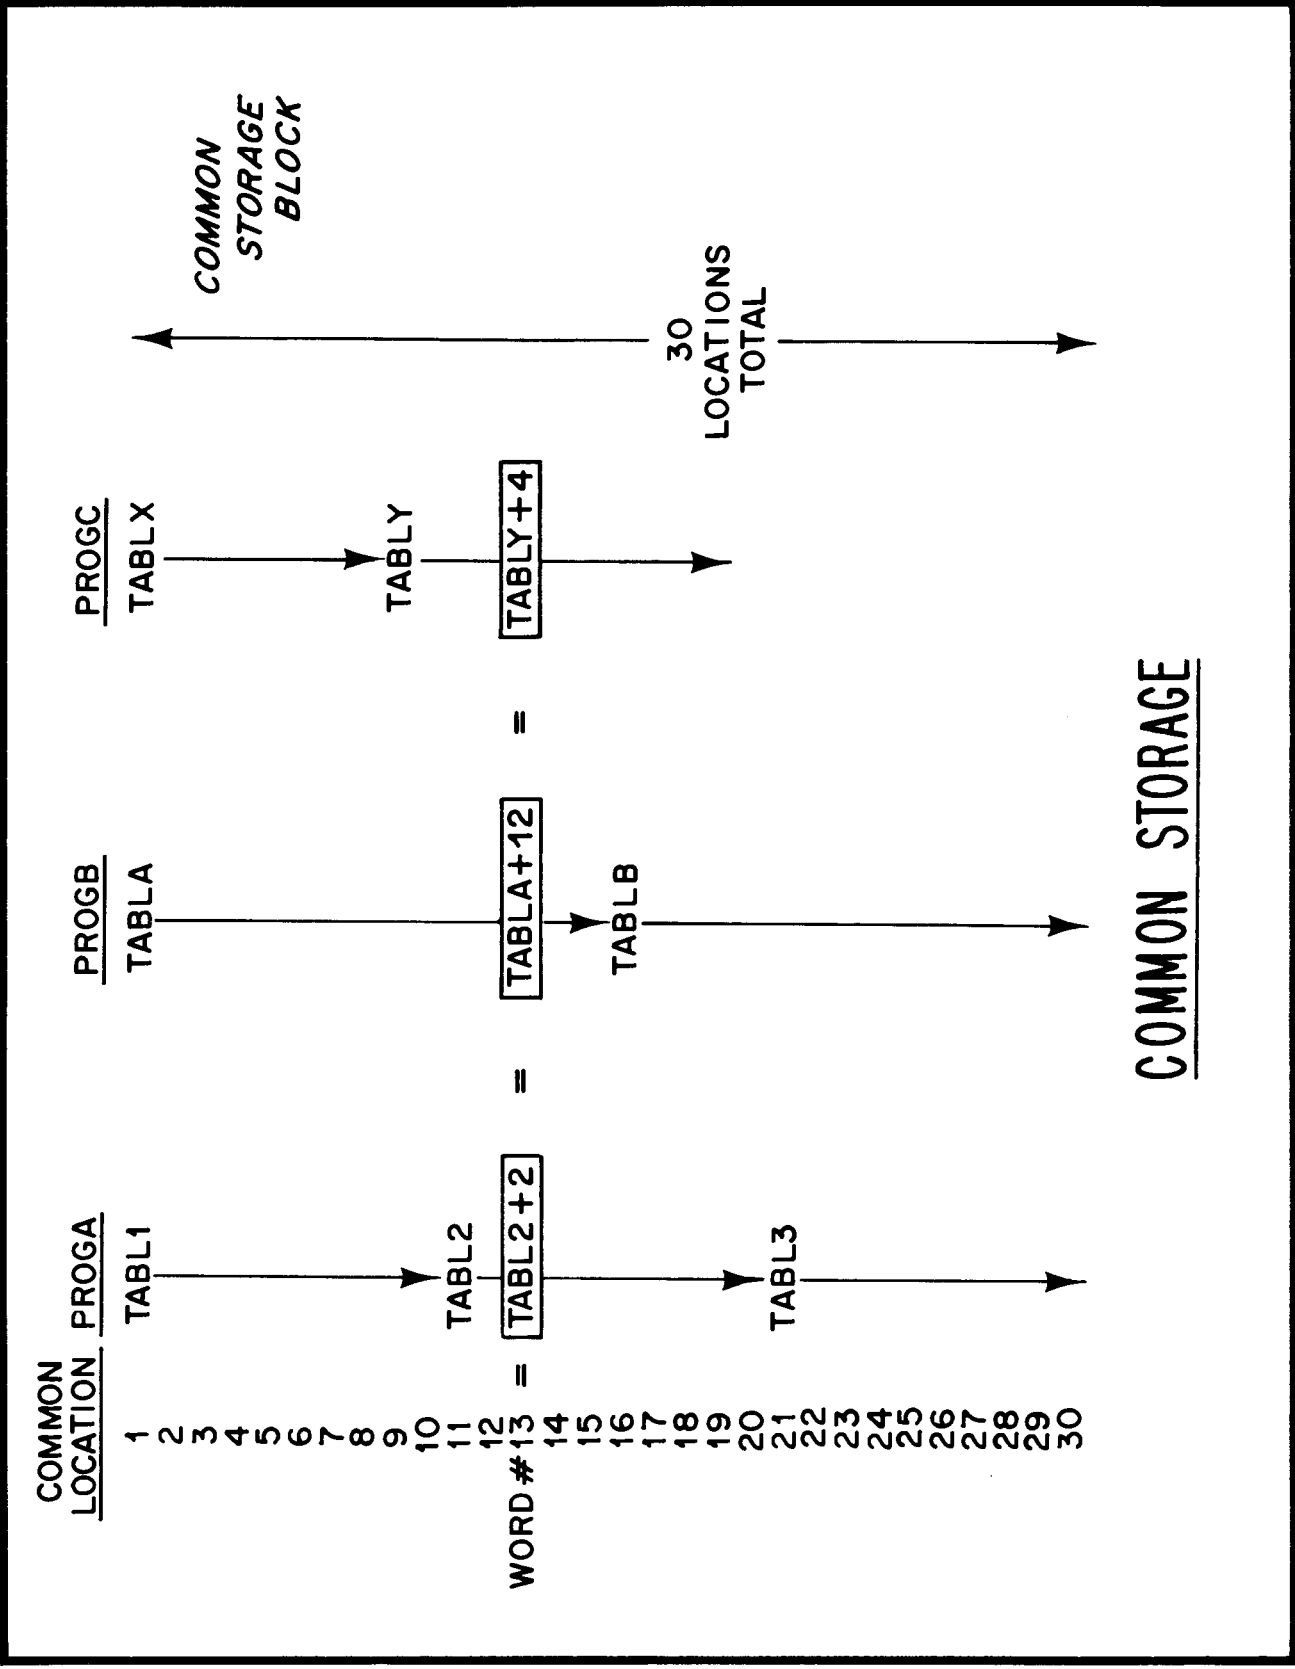 COMMON
LOCATION PROGA PROGB PROGC
1 TABL1 TABLA TABLX
COMMON
STORAGE
BLOCK
2
3
4
5
6
7
8
9 TABLY
10
11 TABL2
12
WORD #13 = TABL2+2 = TABLA+12 = TABLY+4
14
15
16 TABLB
17
18
19
20
21 TABL3
22
23
24
25
26
27
28
29
30
30
LOCATIONS
TOTAL
COMMON STORAGE